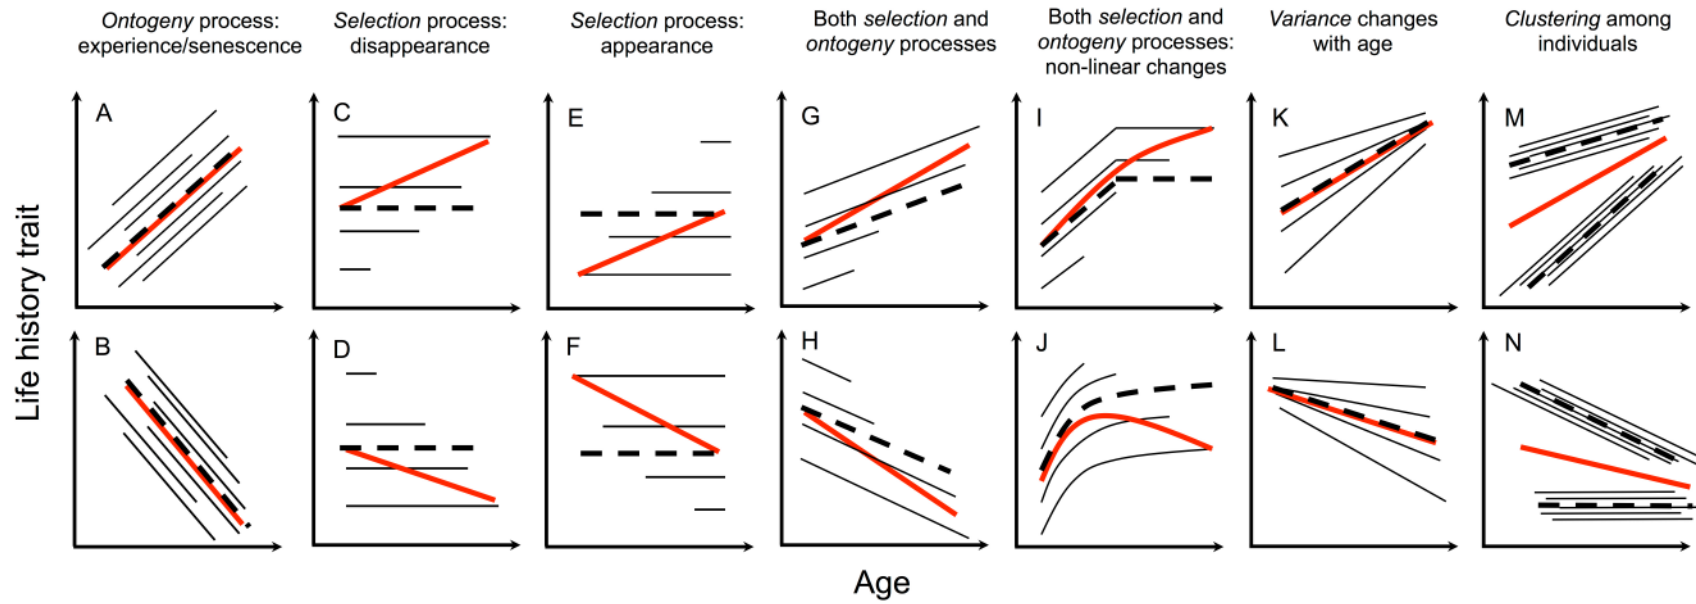 Ontogeny process:
experience/senescence
Selection process:
disappearance
Selection process:
appearance
Both selection and
ontogeny processes
Both selection and
ontogeny processes:
non-linear changes
Variance changes
with age
Clustering among
individuals
Life history trait
A
C
E
G
I
K
M
B
D
F
H
J
L
N
Age